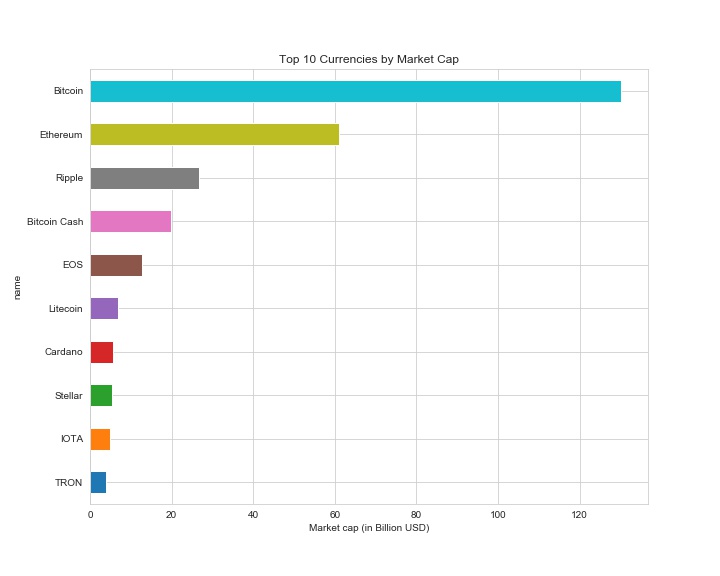 Top 10 Currencies by Market Cap
Bitcoin
Ethereum
Ripple
Bitcoin Cash
EOS
Litecoin
Cardano
Stellar
IOTA
TRON
name
0 20 40 60 80 100 120
Market cap (in Billion USD)